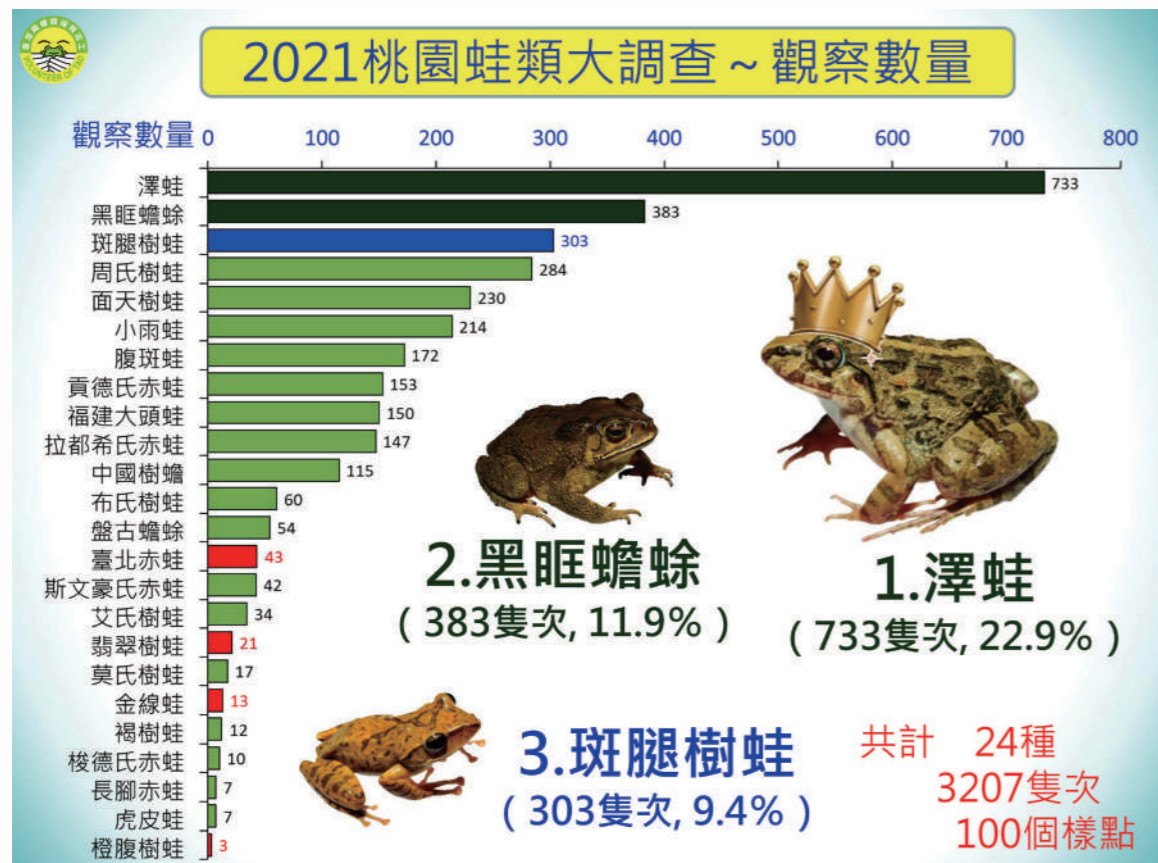 VOLUNTEER OF TAO
2021桃園蛙類大調查～觀察數量
觀察數量
0 100 200 300 400 500 600 700 800
澤蛙 733
黑眶蟾蜍 383
斑腿樹蛙 303
周氏樹蛙 284
面天樹蛙 230
小雨蛙 214
腹斑蛙 172
貢德氏赤蛙 153
福建大頭蛙 150
拉都希氏赤蛙 147
中國樹蟾 115
布氏樹蛙 60
盤古蟾蜍 54
臺北赤蛙 43
斯文豪氏赤蛙 42
艾氏樹蛙 34
翡翠樹蛙 21
莫氏樹蛙 17
金線蛙 13
褐樹蛙 12
梭德氏赤蛙 10
長腳赤蛙 7
虎皮蛙 7
橙腹樹蛙 3
2.黑眶蟾蜍
（383隻次, 11.9%）
1.澤蛙
（733隻次, 22.9%）
3.斑腿樹蛙
（303隻次, 9.4%）
共計 24種
3207隻次
100個樣點